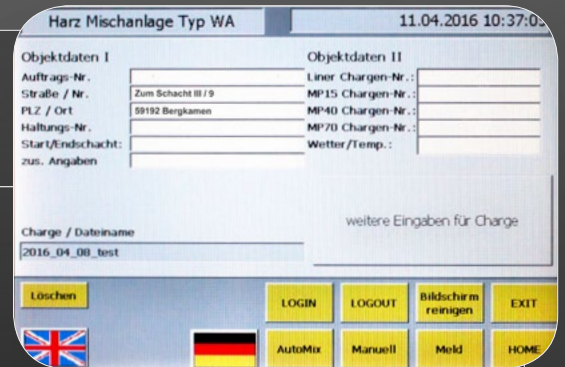 Harz Mischanlage Typ WA
11.04.2016 10:37:03
Objektdaten I
Auftrags-Nr.
Straße / Nr. Zum Schacht III / 9
PLZ / Ort 59192 Bergkamen
Haltungs-Nr.
Start/Endschacht:
zus. Angaben
Objektdaten II
Liner Chargen-Nr.:
MP15 Chargen-Nr.:
MP40 Chargen-Nr.:
MP70 Chargen-Nr.:
Wetter/Temp.:
weitere Eingaben für Charge
Charge / Dateiname
2016_04_08_test
Löschen
LOGIN
LOGOUT
Bildschirm
reinigen
EXIT
AutoMix
Manuell
Meld
HOME